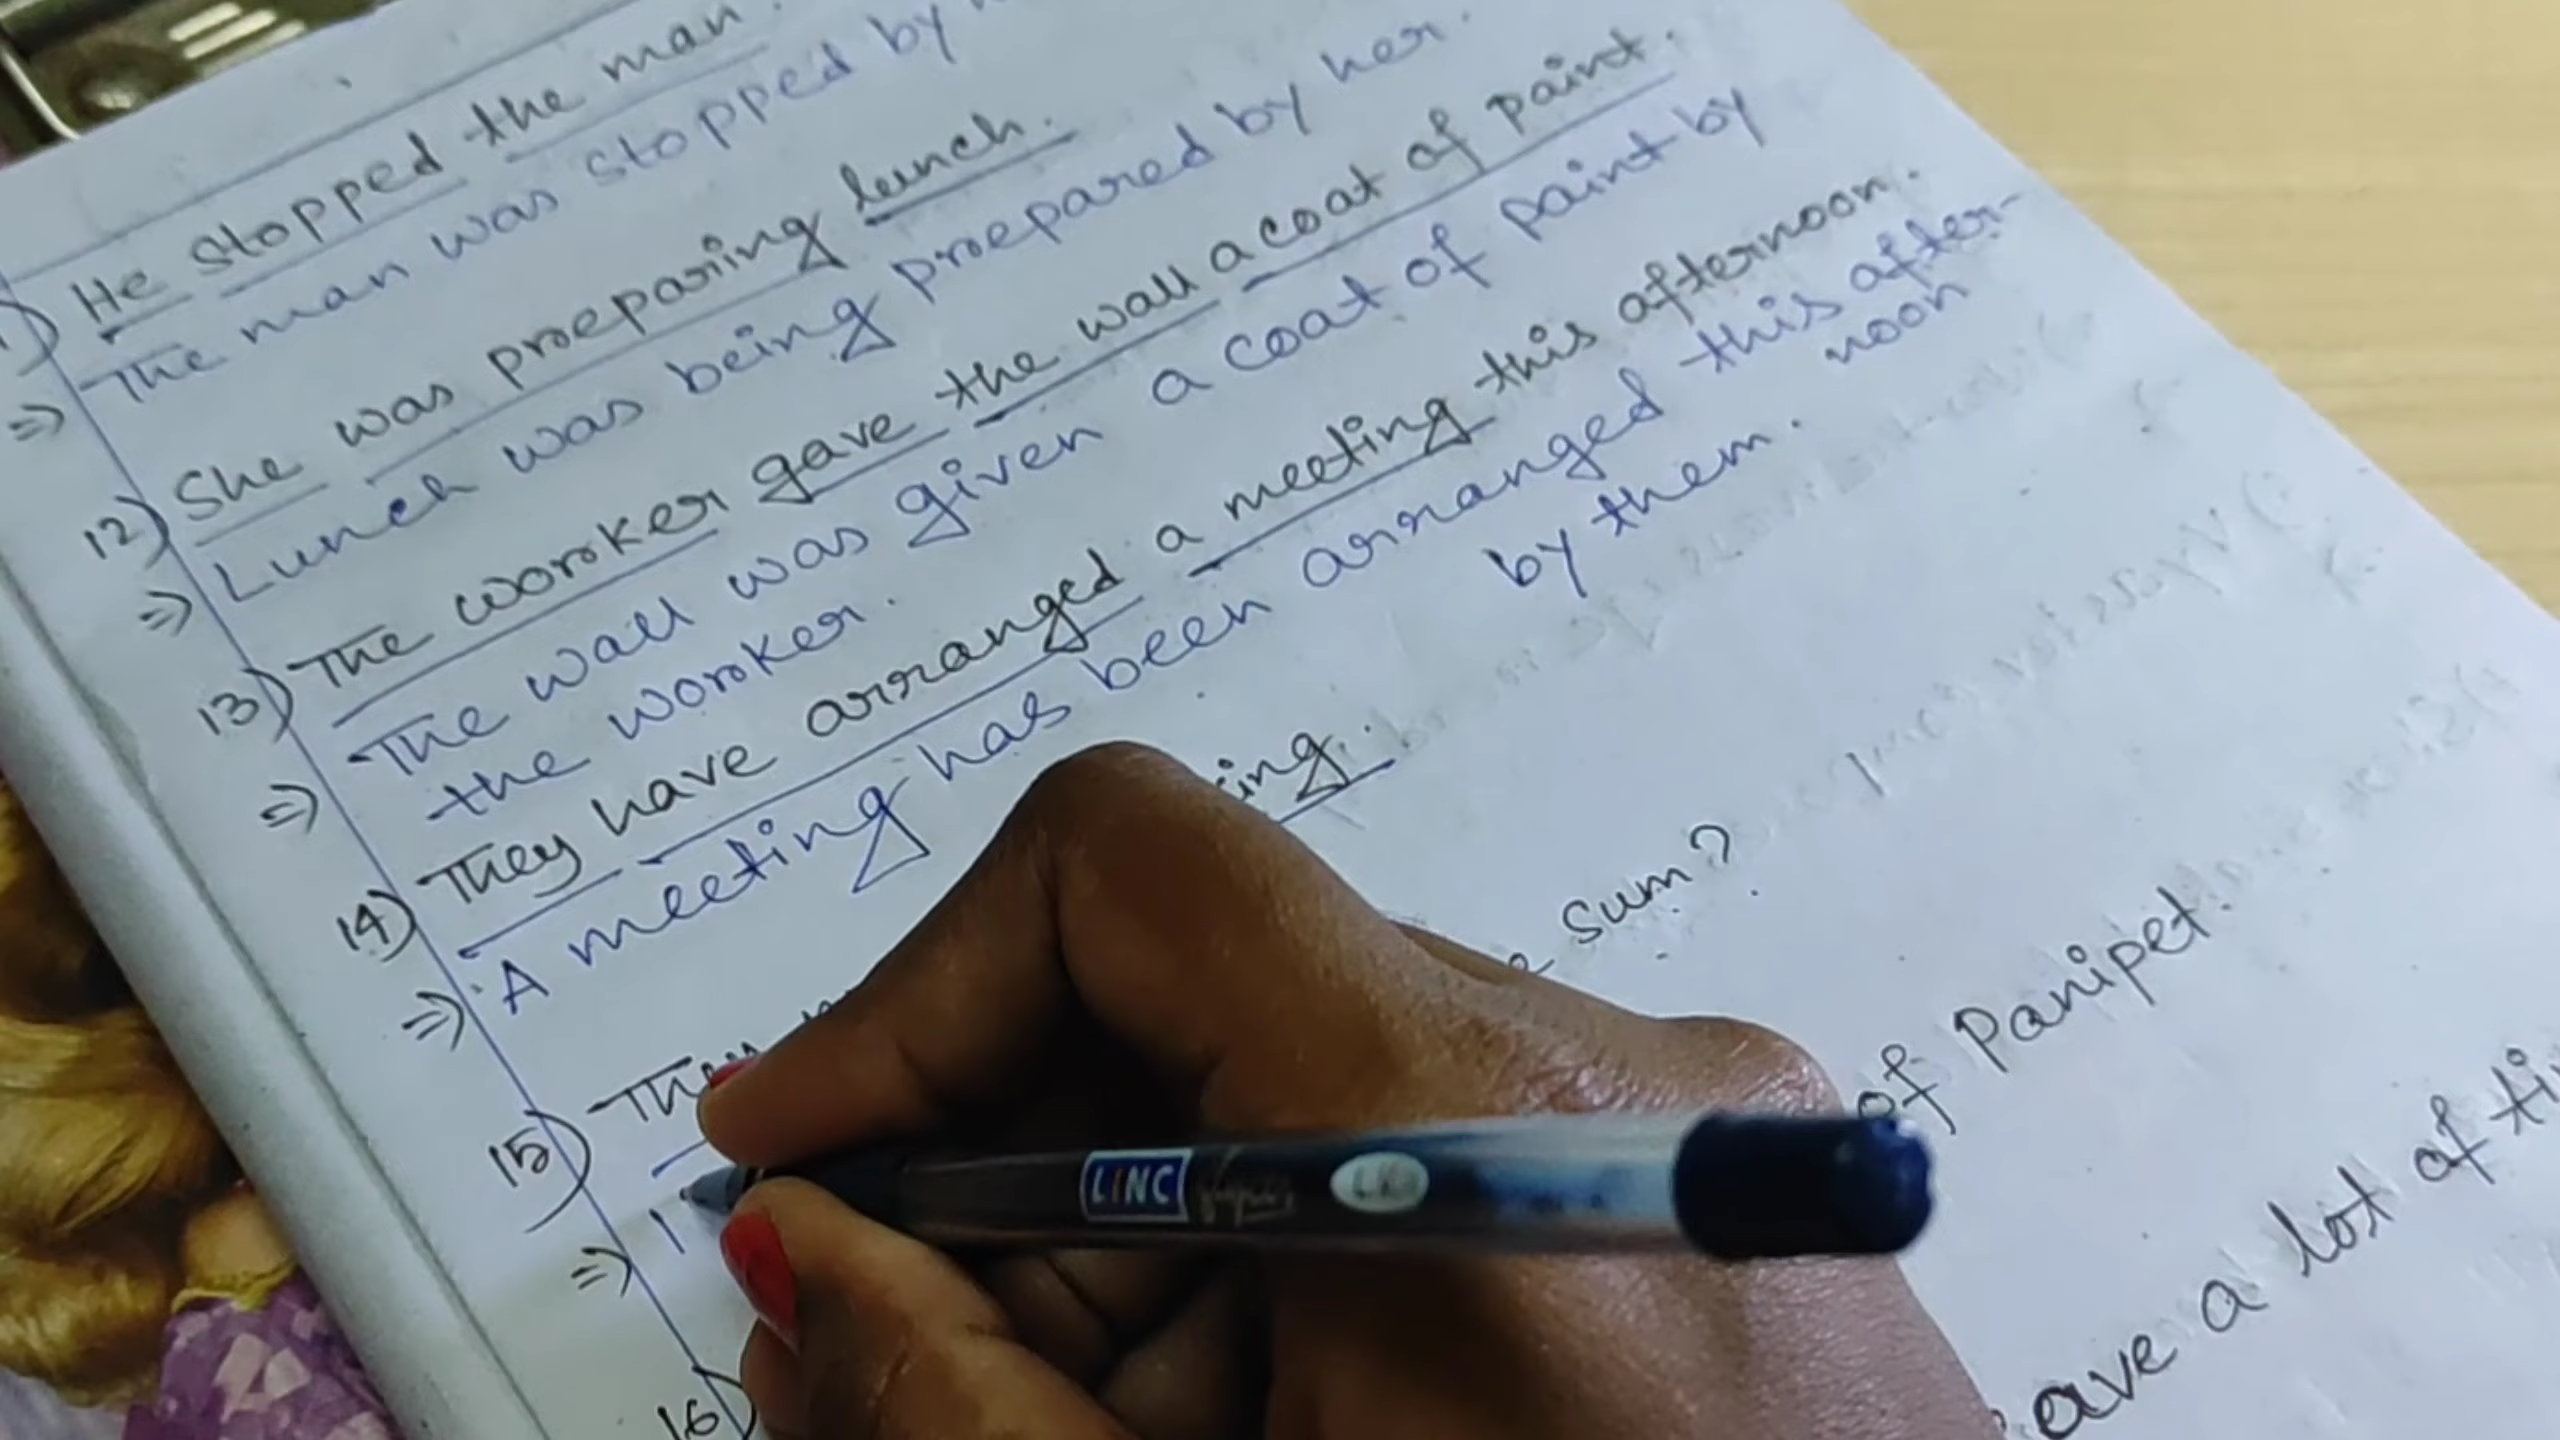 He stopped the man.
=) The man was stopped by
12) She was preparing lunch.
=) Lunch was being prepared by her.
13) The worker gave the wall a coat of paint.
=) The wall was given a coat of paint by
the worker.
14) They have arranged a meeting this afternoon.
=) A meeting has been arranged this after-
noon
by them.
15) They
=)
16)
sum?
of Panipet.
a lot of
LINC